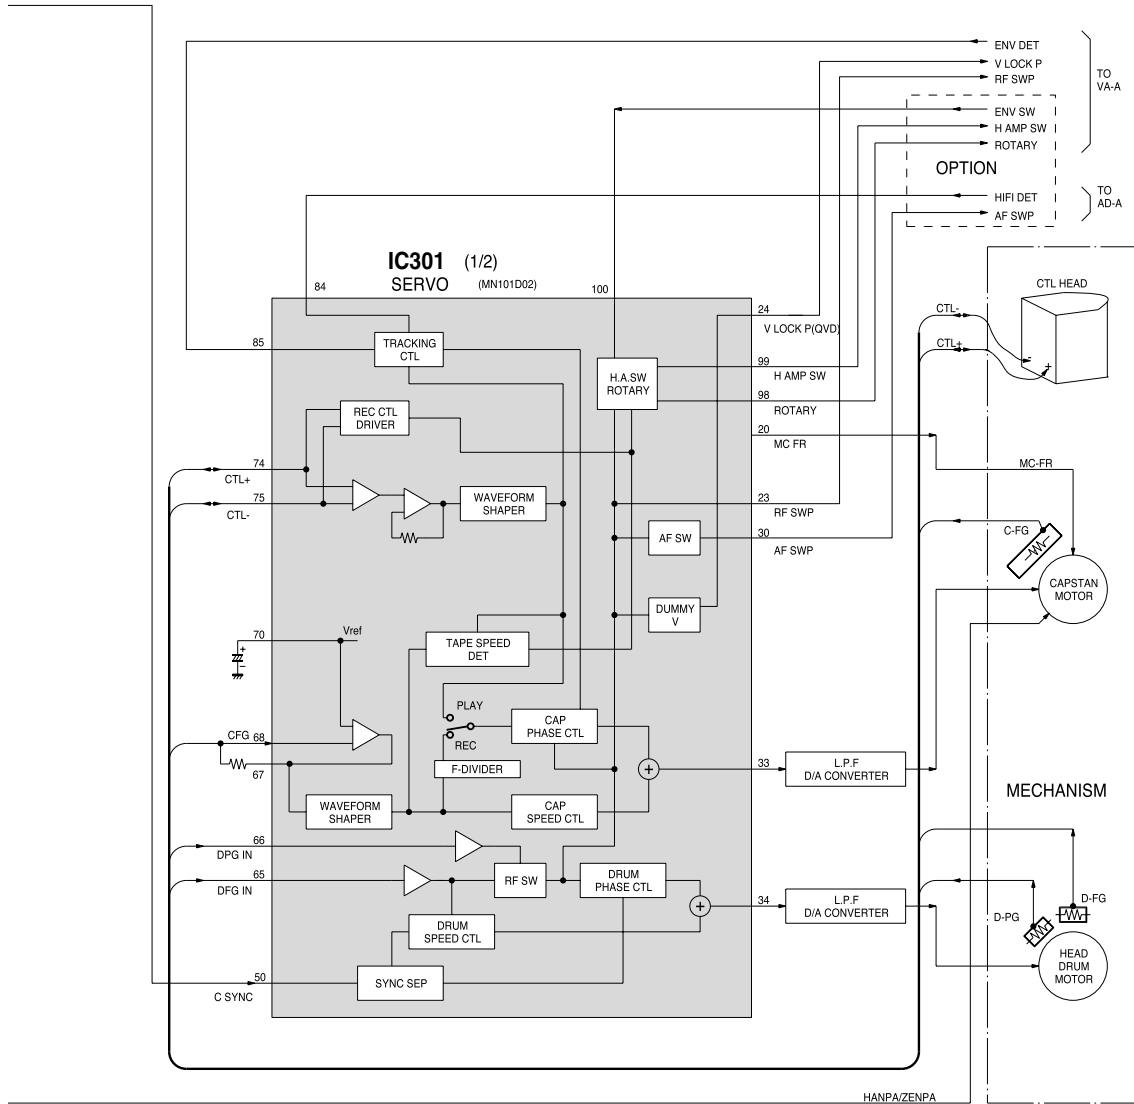 ENV DET
V LOCK P
RF SWP
TO
VA-A
ENV SW
H AMP SW
ROTARY
OPTION
HIFI DET
AF SWP
TO
AD-A
IC301 (1/2)
SERVO (MN101D02)
84
100
24
V LOCK P(QVD)
CTL HEAD
CTL-
CTL+
-
+
85
TRACKING
CTL
H.A.SW
ROTARY
99
H AMP SW
98
ROTARY
20
MC FR
MC-FR
REC CTL
DRIVER
74
CTL+
75
CTL-
WAVEFORM
SHAPER
23
RF SWP
AF SW
30
AF SWP
C-FG
CAPSTAN
MOTOR
DUMMY
V
70
Vref
+
-
TAPE SPEED
DET
PLAY
REC
CAP
PHASE CTL
CFG 68
67
F-DIVIDER
+
33
L.P.F
D/A CONVERTER
MECHANISM
WAVEFORM
SHAPER
CAP
SPEED CTL
66
DPG IN
65
DFG IN
RF SW
DRUM
PHASE CTL
+
34
L.P.F
D/A CONVERTER
D-FG
D-PG
DRUM
SPEED CTL
HEAD
DRUM
MOTOR
50
C SYNC
SYNC SEP
HANPA/ZENPA